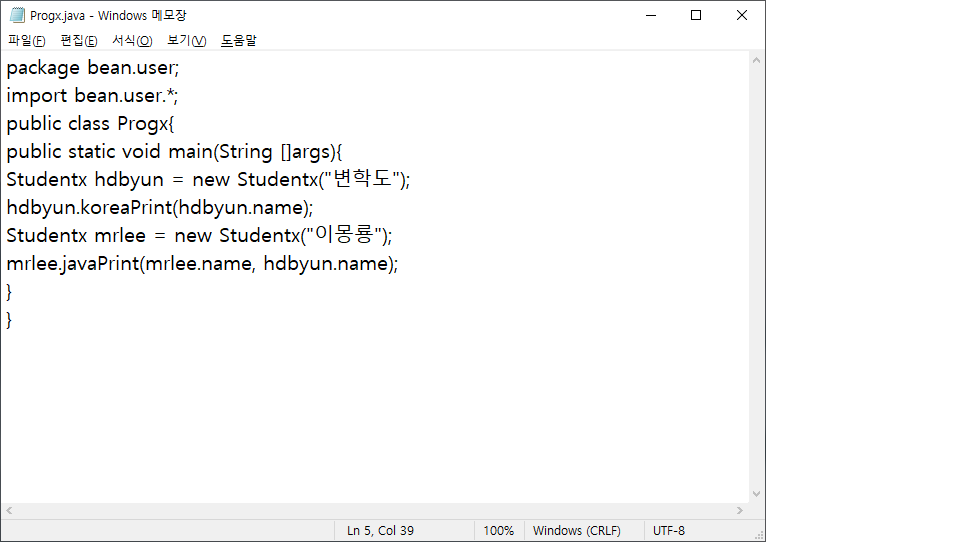 Progx.java - Windows 메모장
파일(F) 편집(E) 서식(O) 보기(V) 도움말
package bean.user;
import bean.user.*;
public class Progx{
public static void main(String []args){
Studentx hdbyun = new Studentx("변학도");
hdbyun.koreaPrint(hdbyun.name);
Studentx mrlee = new Studentx("이몽룡");
mrlee.javaPrint(mrlee.name, hdbyun.name);
}
}
Ln 5, Col 39 100% Windows (CRLF) UTF-8